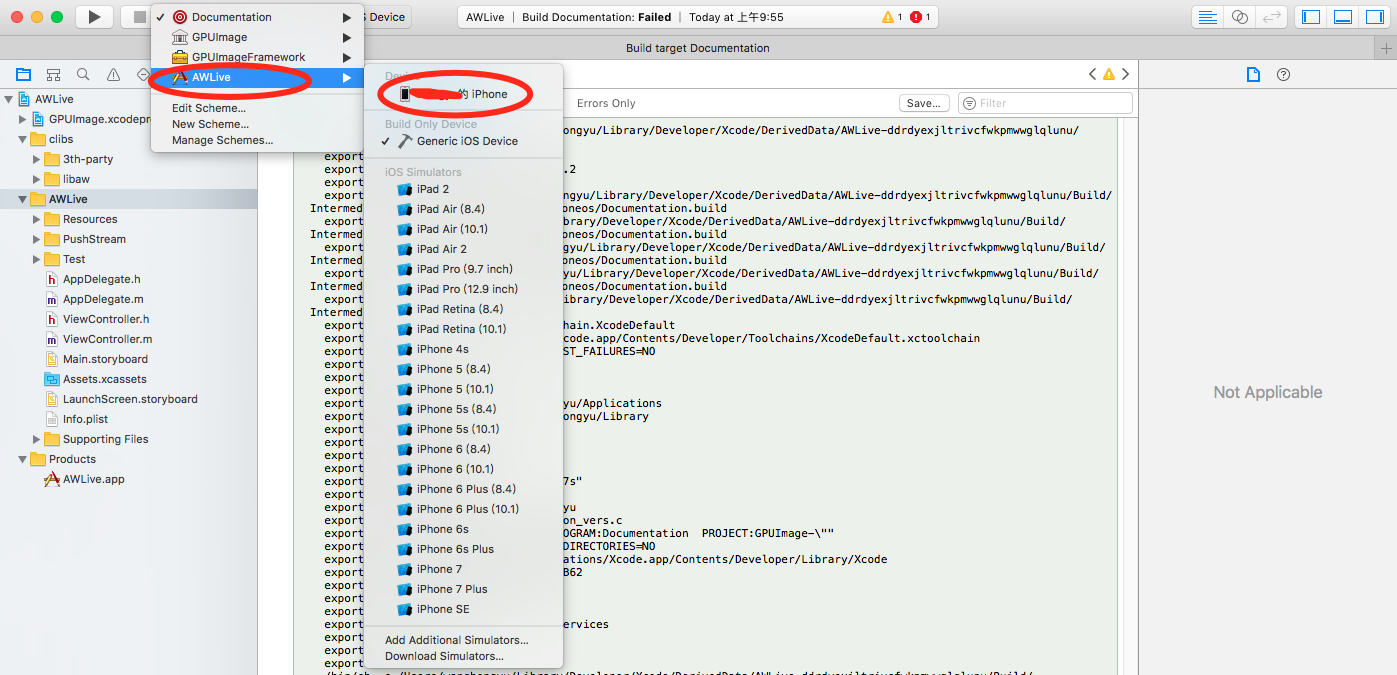 S Device
AWLive | Build Documentation: Failed | Today at 上午9:55
1
1
Build target Documentation
Documentation
GPUImage
GPUImageFramework
AWLive
Edit Scheme...
New Scheme...
Manage Schemes...
的 iPhone
Build Only Device
Generic iOS Device
iOS Simulators
iPad 2
iPad Air (8.4)
iPad Air (10.1)
iPad Air 2
iPad Pro (9.7 inch)
iPad Pro (12.9 inch)
iPad Retina (8.4)
iPad Retina (10.1)
iPhone 4s
iPhone 5 (8.4)
iPhone 5 (10.1)
iPhone 5s (8.4)
iPhone 5s (10.1)
iPhone 6 (8.4)
iPhone 6 (10.1)
iPhone 6 Plus (8.4)
iPhone 6 Plus (10.1)
iPhone 6s
iPhone 6s Plus
iPhone 7
iPhone 7 Plus
iPhone SE
Add Additional Simulators...
Download Simulators...
AWLive
GPUImage.xcodepr
clibs
3th-party
libaw
AWLive
Resources
PushStream
Test
AppDelegate.h
AppDelegate.m
ViewController.h
ViewController.m
Main.storyboard
Assets.xcassets
LaunchScreen.storyboard
Info.plist
Supporting Files
Products
AWLive.app
Errors Only
Save...
Filter
ongyu/Library/Developer/Xcode/DerivedData/AWLive-ddrdyexjltrivcfwkpmwwglqlunu/
export
export .2
export
export ongyu/Library/Developer/Xcode/DerivedData/AWLive-ddrdyexjltrivcfwkpmwwglqlunu/Build/
Intermed oneos/Documentation.build
export ibrary/Developer/Xcode/DerivedData/AWLive-ddrdyexjltrivcfwkpmwwglqlunu/Build/
Intermed oneos/Documentation.build
export ngyu/Library/Developer/Xcode/DerivedData/AWLive-ddrdyexjltrivcfwkpmwwglqlunu/Build/
Intermed oneos/Documentation.build
export yu/Library/Developer/Xcode/DerivedData/AWLive-ddrdyexjltrivcfwkpmwwglqlunu/Build/
Intermed oneos/Documentation.build
export ibrary/Developer/Xcode/DerivedData/AWLive-ddrdyexjltrivcfwkpmwwglqlunu/Build/
Intermed
export hain.XcodeDefault
export code.app/Contents/Developer/Toolchains/XcodeDefault.xctoolchain
export ST_FAILURES=NO
export
export
export
export yu/Applications
export ongyu/Library
export
export
export
export
export 7s"
export
export yu
export on_vers.c
export OGRAM:Documentation PROJECT:GPUImage-\""
export DIRECTORIES=NO
export ations/Xcode.app/Contents/Developer/Library/Xcode
export B62
export
export
export
export ervices
export
export
export
Not Applicable